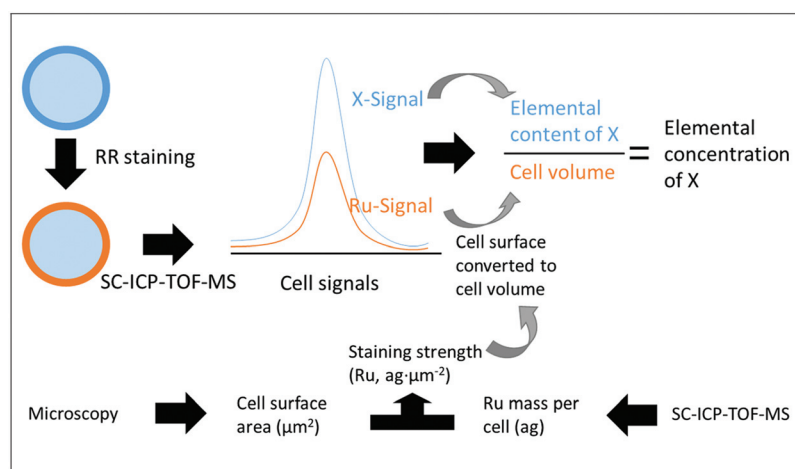 X-Signal
Elemental
content of X
Cell volume
=
Elemental
concentration
of X
RR staining
Ru-Signal
SC-ICP-TOF-MS
Cell signals
Cell surface
converted to
cell volume
Staining strength
(Ru, ag·µm⁻²)
Microscopy
Cell surface
area (µm²)
Ru mass per
cell (ag)
SC-ICP-TOF-MS